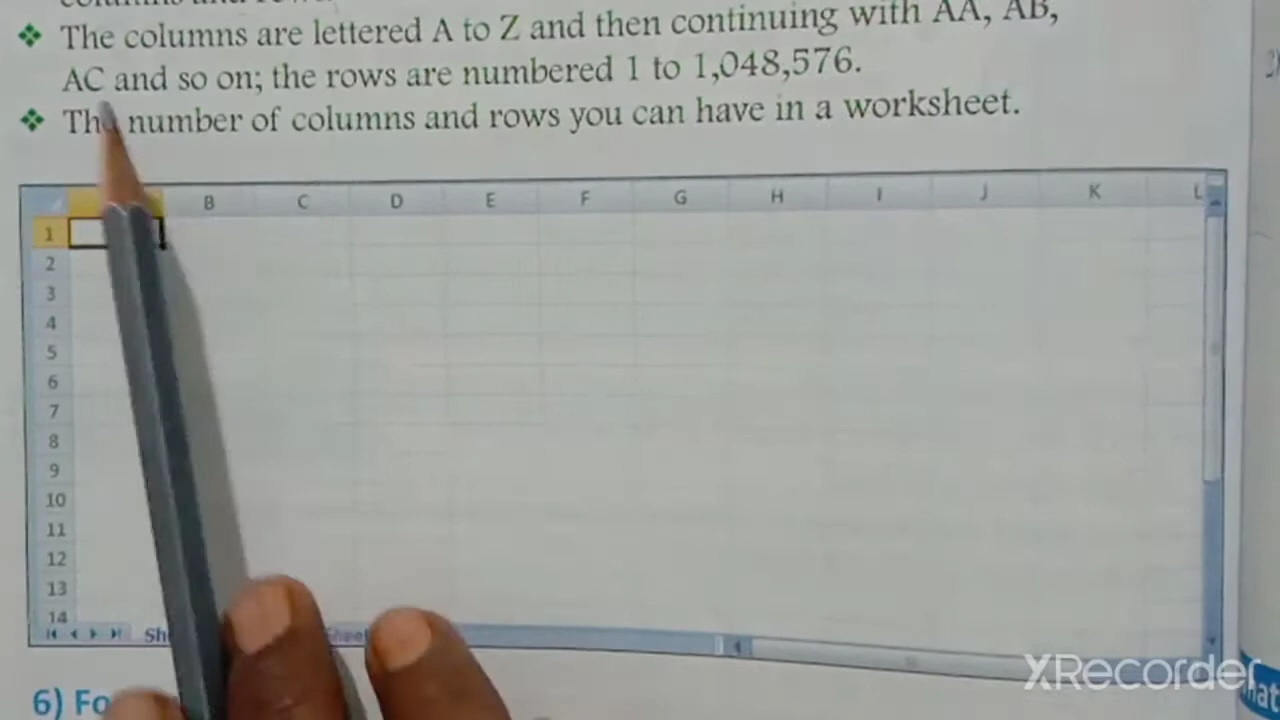 The columns are lettered A to Z and then continuing with AA, AB,
AC and so on; the rows are numbered 1 to 1,048,576.
The number of columns and rows you can have in a worksheet.
B C D E F G H I J K L
1
2
3
4
5
6
7
8
9
10
11
12
13
14
Sh
6) Fo
XRecorder